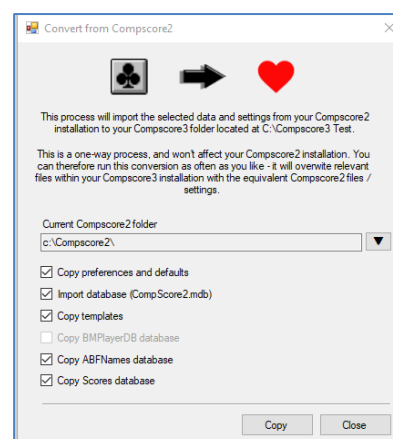 Convert from Compscore2
This process will import the selected data and settings from your Compscore2
installation to your Compscore3 folder located at C:\Compscore3 Test.
This is a one-way process, and won't affect your Compscore2 installation. You
can therefore run this conversion as often as you like - it will overwite relevant
files within your Compscore3 installation with the equivalent Compscore2 files /
settings.
Current Compscore2 folder
c:\Compscore2\
Copy preferences and defaults
Import database (CompScore2.mdb)
Copy templates
Copy BMPlayerDB database
Copy ABFNames database
Copy Scores database
Copy
Close